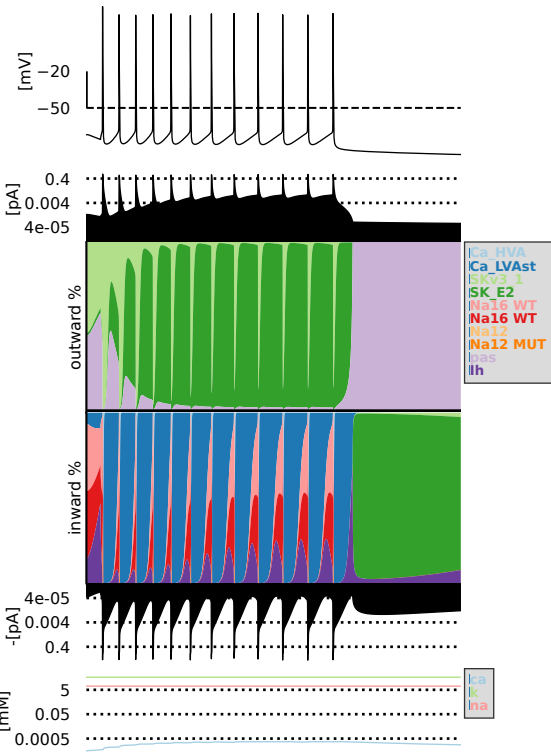 [mV]
−20
−50
[pA]
0.4
0.004
4e-05
outward %
Ca_HVA
Ca_LVAst
SKv3_1
SK_E2
Na16 WT
Na16 WT
Na12
Na12 MUT
pas
Ih
inward %
-[pA]
4e-05
0.004
0.4
[mM]
5
0.05
0.0005
ca
k
na